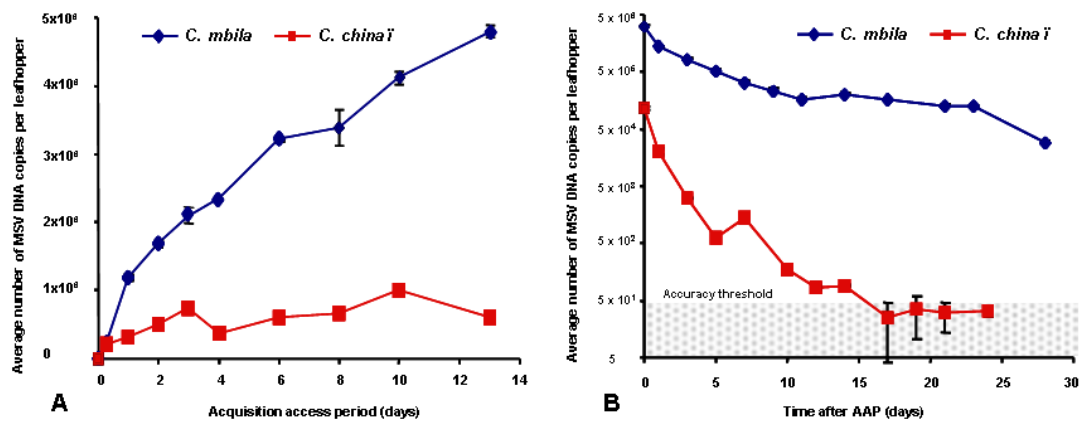 5x10⁶
4x10⁶
3x10⁶
2x10⁶
1x10⁶
0
Average number of MSV DNA copies per leafhopper
C. mbila
C. china ï
0 2 4 6 8 10 12 14
Acquisition access period (days)
A
5 x 10⁶
5 x 10⁵
5 x 10⁴
5 x 10³
5 x 10²
5 x 10¹
5
Average number of MSV DNA copies per leafhopper
C. mbila
C. china ï
Accuracy threshold
0 5 10 15 20 25 30
Time after AAP (days)
B